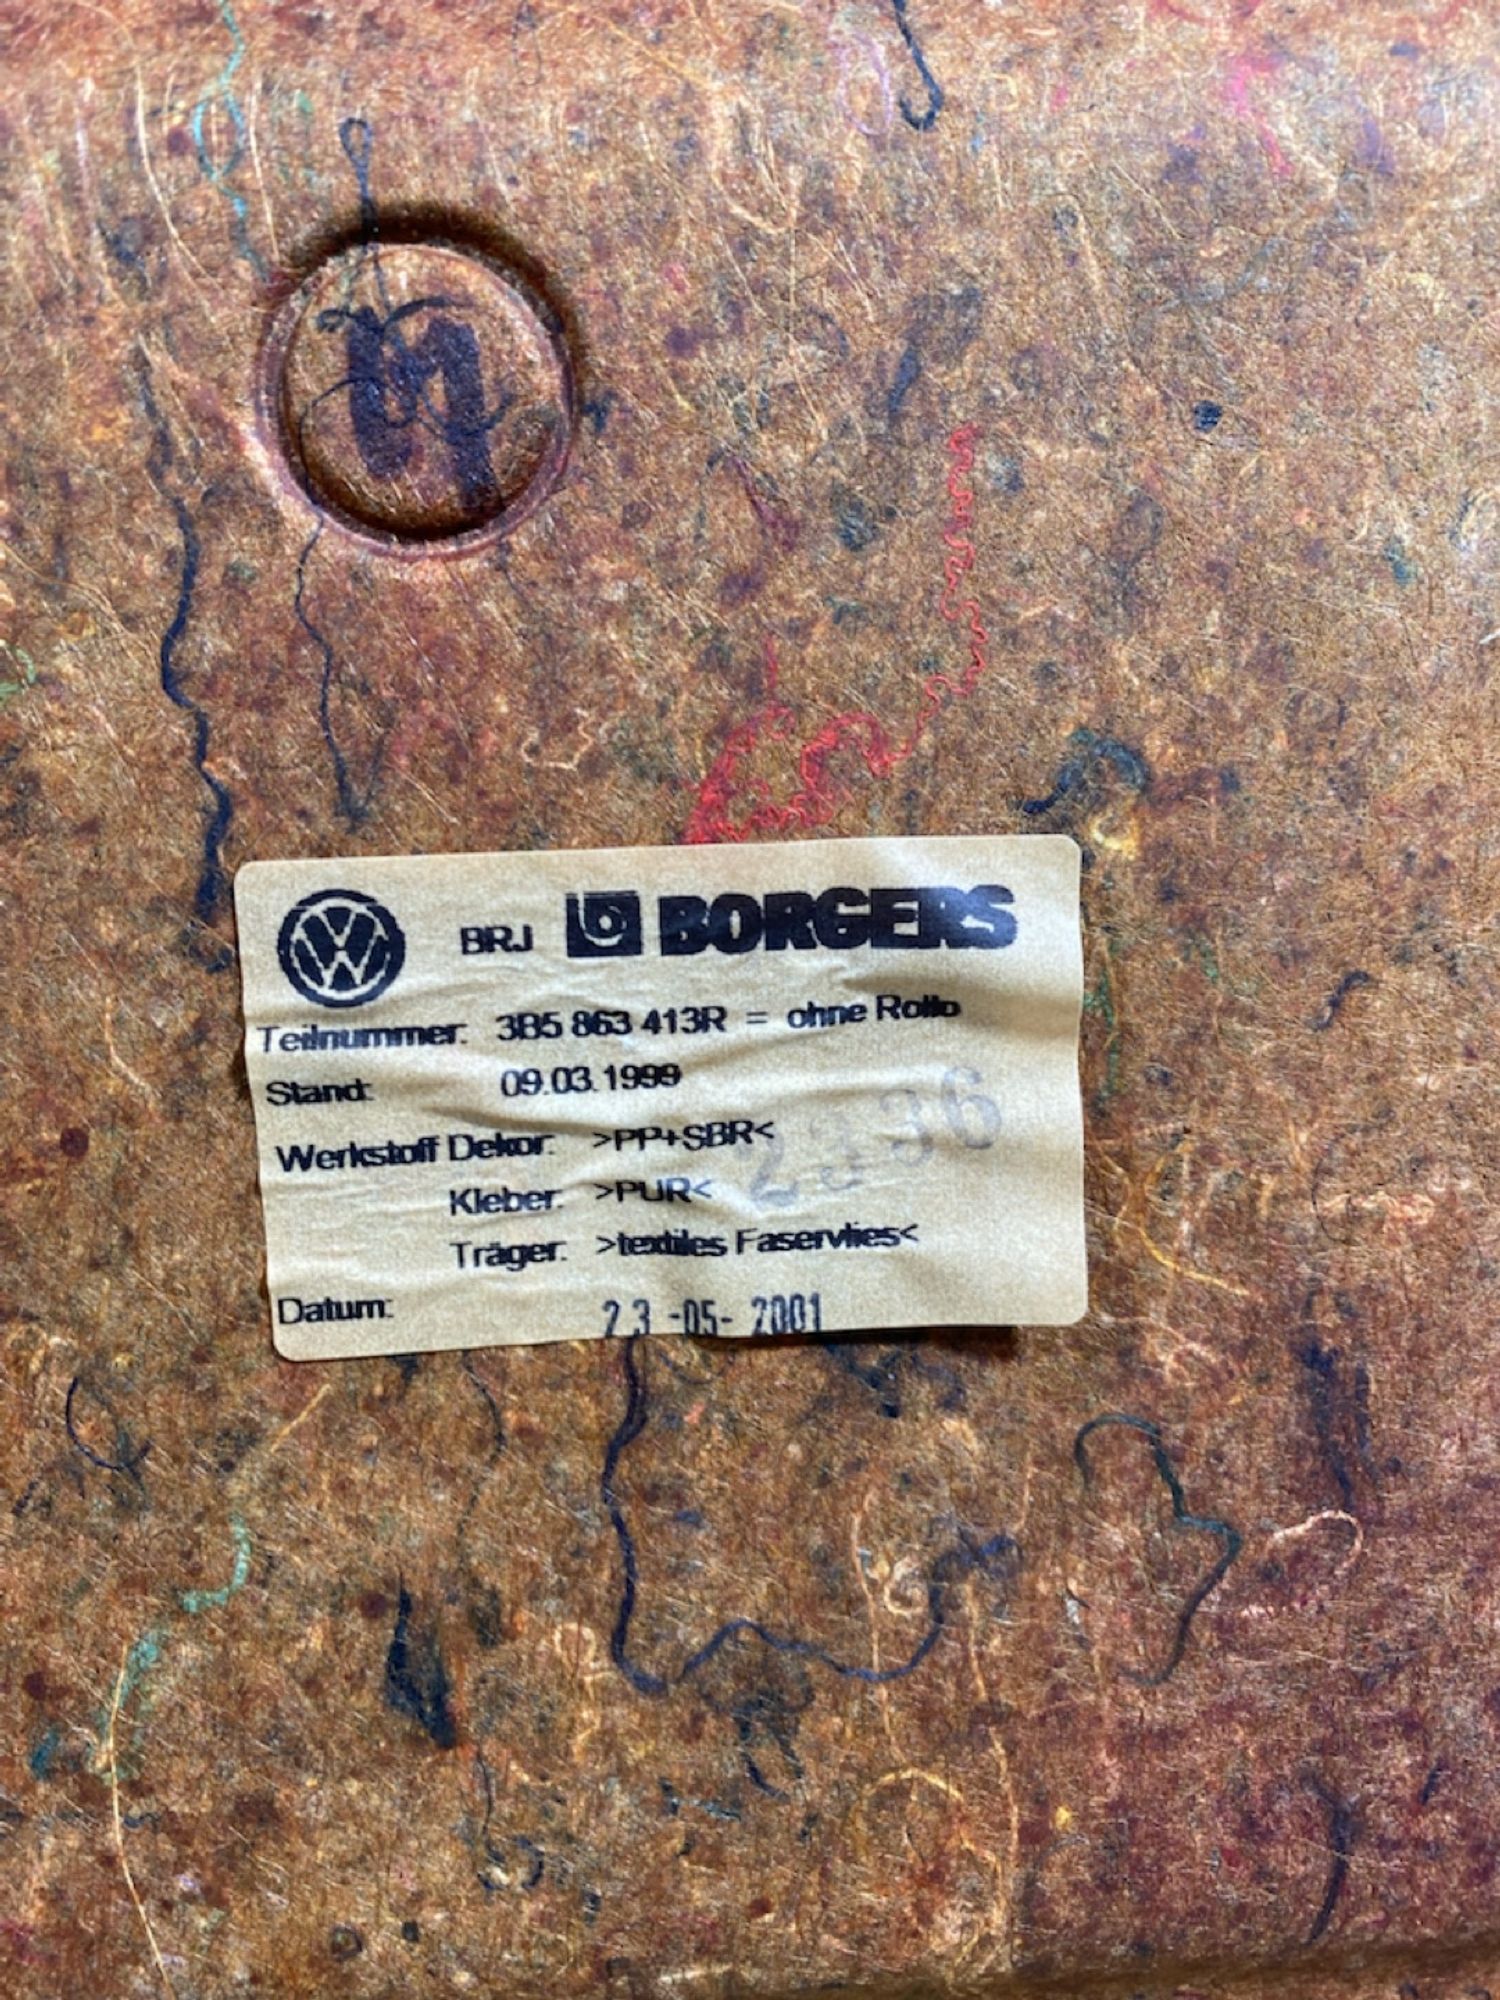 BRJ BORGERS
Teilnummer: 3B5 863 413R = ohne Rollo
Stand: 09.03.1999
Werkstoff Dekor: >PP+SBR<
2336
Kleber: >PUR<
Träger: >textiles Faservlies<
Datum: 23-05-2001